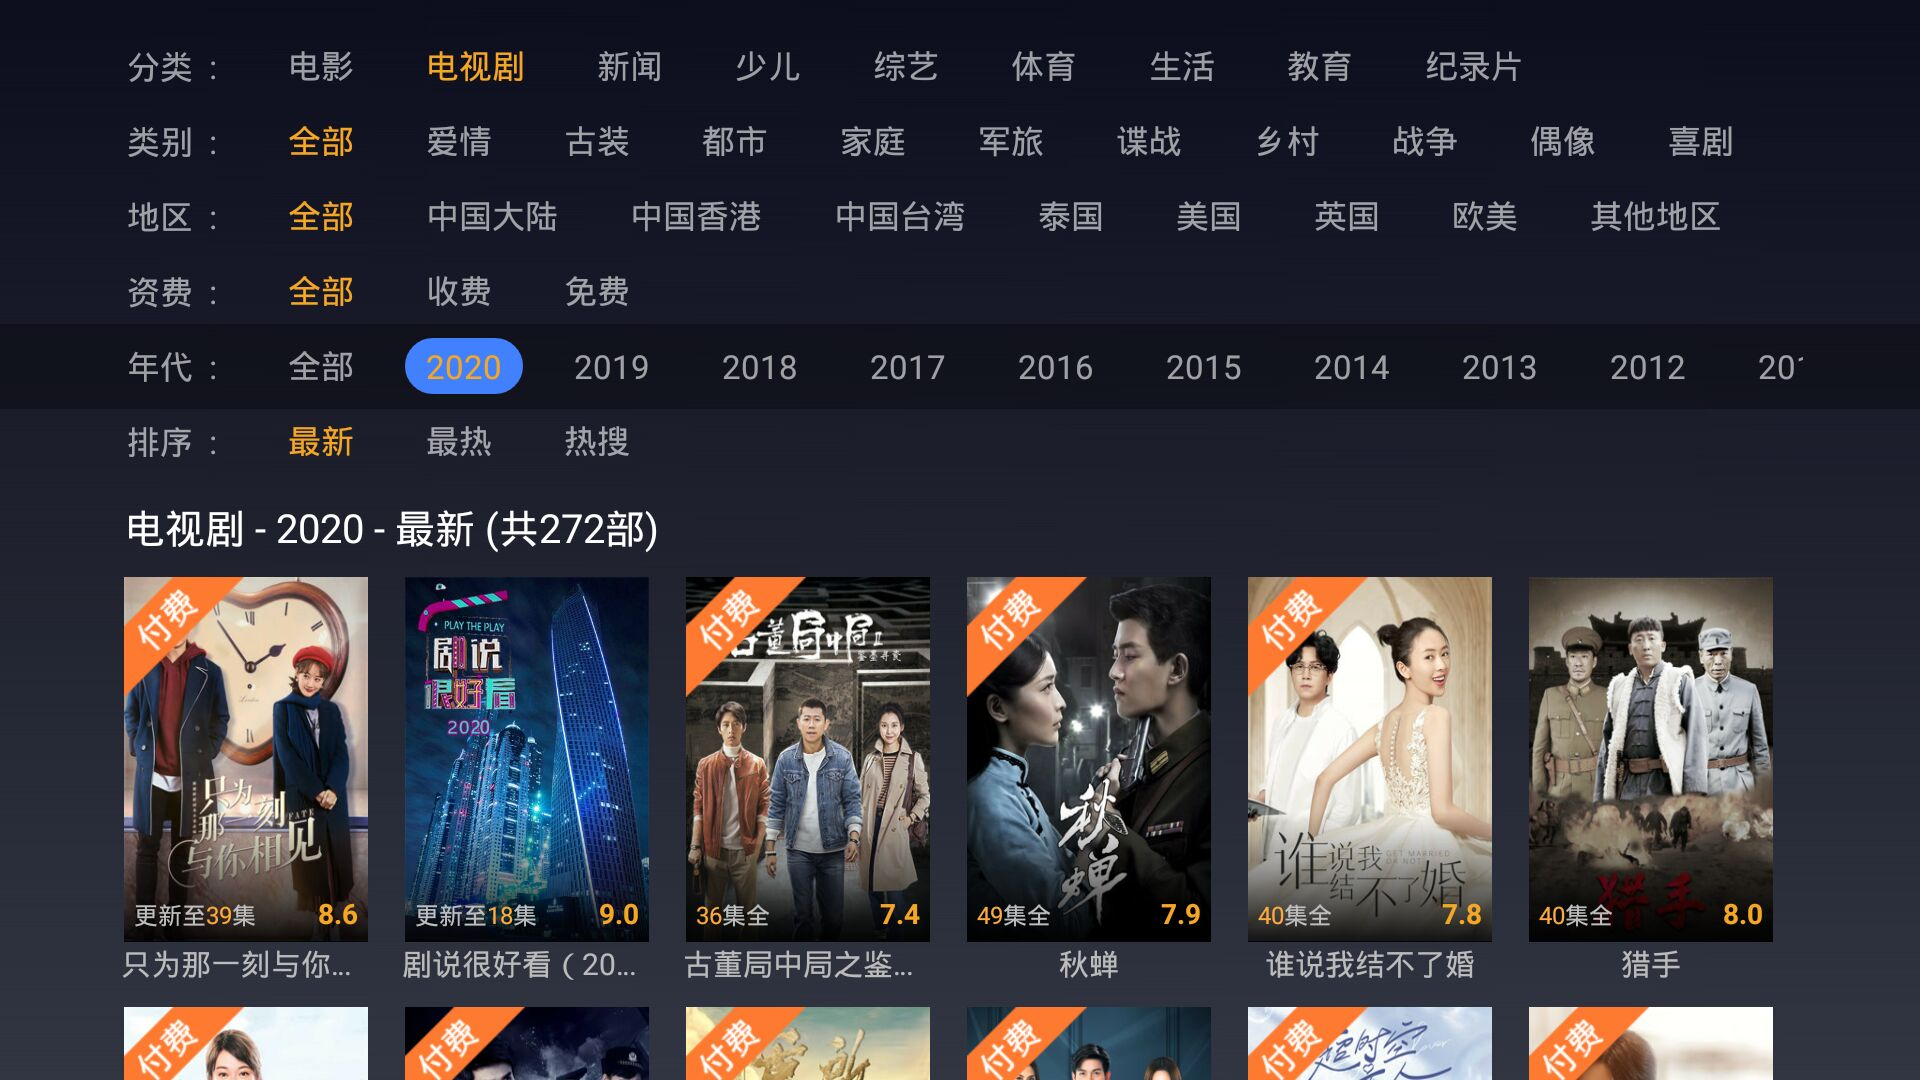 分类 : 电影 电视剧 新闻 少儿 综艺 体育 生活 教育 纪录片
类别 : 全部 爱情 古装 都市 家庭 军旅 谍战 乡村 战争 偶像 喜剧
地区 : 全部 中国大陆 中国香港 中国台湾 泰国 美国 英国 欧美 其他地区
资费 : 全部 收费 免费
年代 : 全部 2020 2019 2018 2017 2016 2015 2014 2013 2012
排序 : 最新 最热 热搜
电视剧 - 2020 - 最新 (共272部)
付费
只为
那一刻
FATE
与你相见
更新至39集 8.6
只为那一刻与你...
PLAY THE PLAY
剧说
很好看
2020
更新至18集 9.0
剧说很好看（20...
付费
古董局中局II
36集全 7.4
古董局中局之鉴...
付费
秋蝉
49集全 7.9
秋蝉
付费
谁说我
结不了婚
GET MARRIED
OR NOT
40集全 7.8
谁说我结不了婚
猎手
40集全 8.0
猎手
付费
付费
付费
付费
付费
超时空
付费